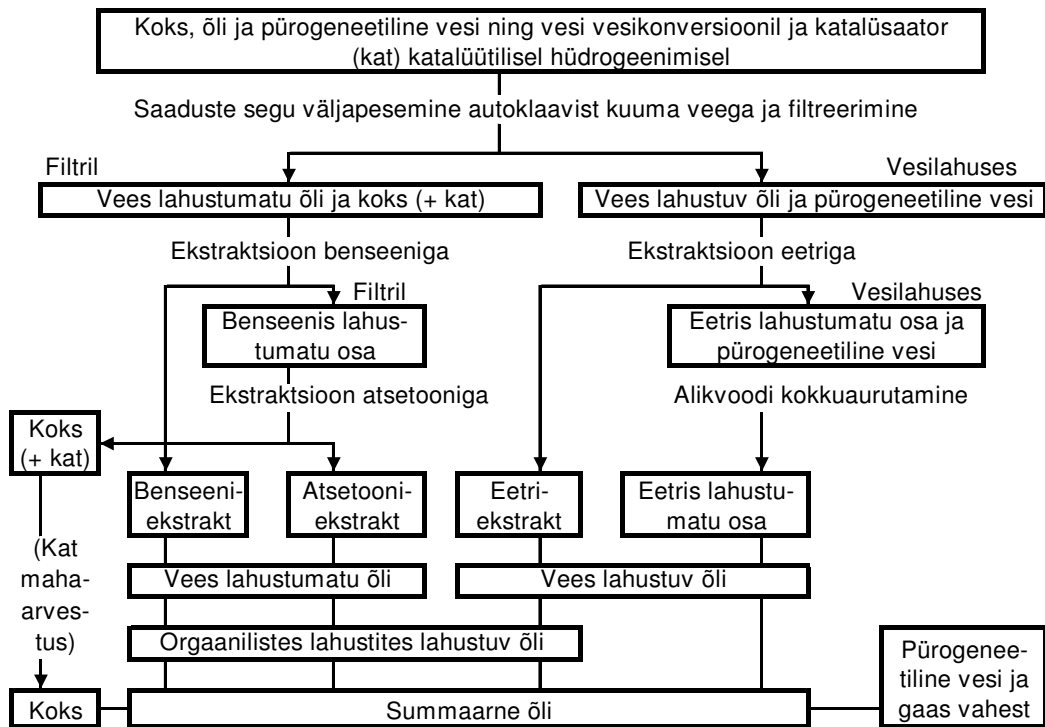 Koks, õli ja pürogeneetiline vesi ning vesi vesikonversioonil ja katalüsaator
(kat) katalüütilisel hüdrogeenimisel
Saaduste segu väljapesemine autoklaavist kuuma veega ja filtreerimine
Filtril
Vesilahuses
Vees lahustumatu õli ja koks (+ kat)
Vees lahustuv õli ja pürogeneetiline vesi
Ekstraktsioon benseeniga
Ekstraktsioon eetriga
Filtril
Vesilahuses
Benseenis lahus-
tumatu osa
Eetris lahustumatu osa ja
pürogeneetiline vesi
Ekstraktsioon atsetooniga
Alikvoodi kokkuaurutamine
Koks
(+ kat)
Benseeni-
ekstrakt
Atsetooni-
ekstrakt
Eetri-
ekstrakt
Eetris lahustu-
matu osa
(Kat
maha-
arves-
tus)
Vees lahustumatu õli
Vees lahustuv õli
Orgaanilistes lahustites lahustuv õli
Pürogenee-
tiline vesi ja
gaas vahest
Koks
Summaarne õli